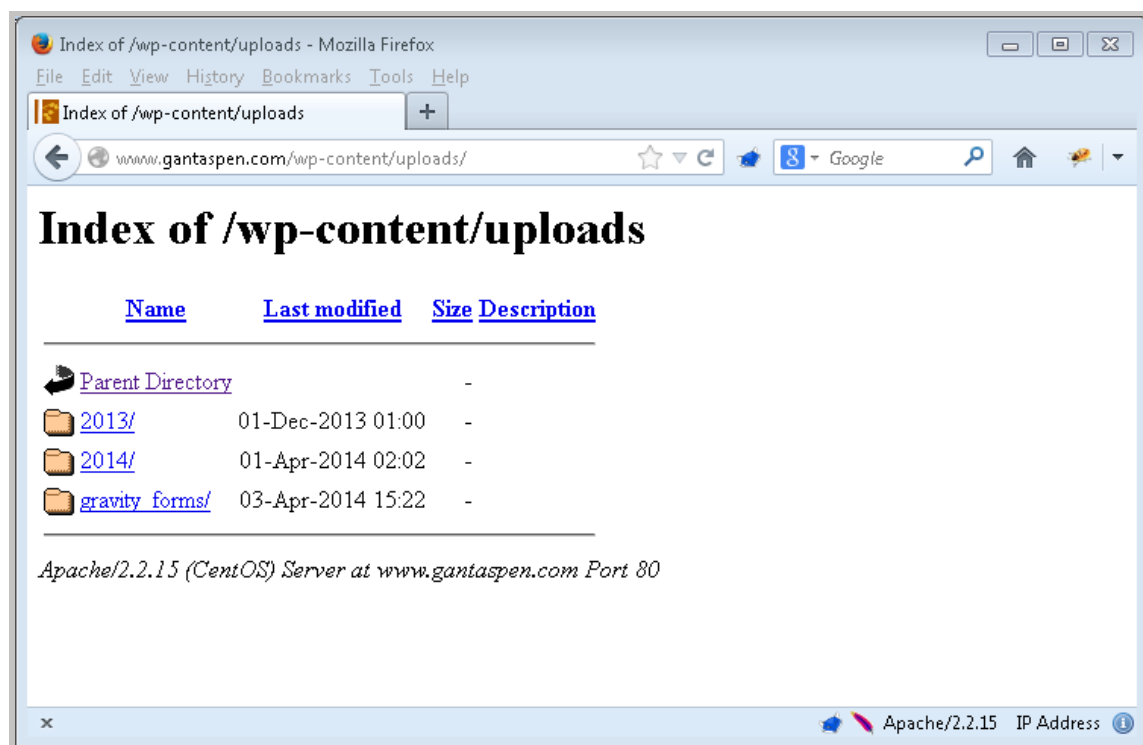 Index of /wp-content/uploads - Mozilla Firefox
File Edit View History Bookmarks Tools Help
Index of /wp-content/uploads +
www.gantaspen.com/wp-content/uploads/ 8 Google
Index of /wp-content/uploads
Name Last modified Size Description
Parent Directory -
2013/ 01-Dec-2013 01:00 -
2014/ 01-Apr-2014 02:02 -
gravity_forms/ 03-Apr-2014 15:22 -
Apache/2.2.15 (CentOS) Server at www.gantaspen.com Port 80
x Apache/2.2.15 IP Address i